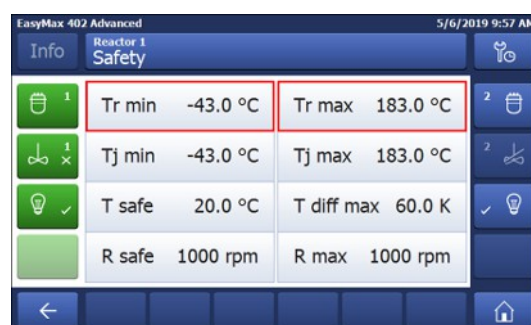 EasyMax 402 Advanced 5/6/2019 9:57 AM
Info Reactor 1
Safety
1 Tr min -43.0 °C Tr max 183.0 °C 2
1 Tj min -43.0 °C Tj max 183.0 °C 2
T safe 20.0 °C T diff max 60.0 K
R safe 1000 rpm R max 1000 rpm